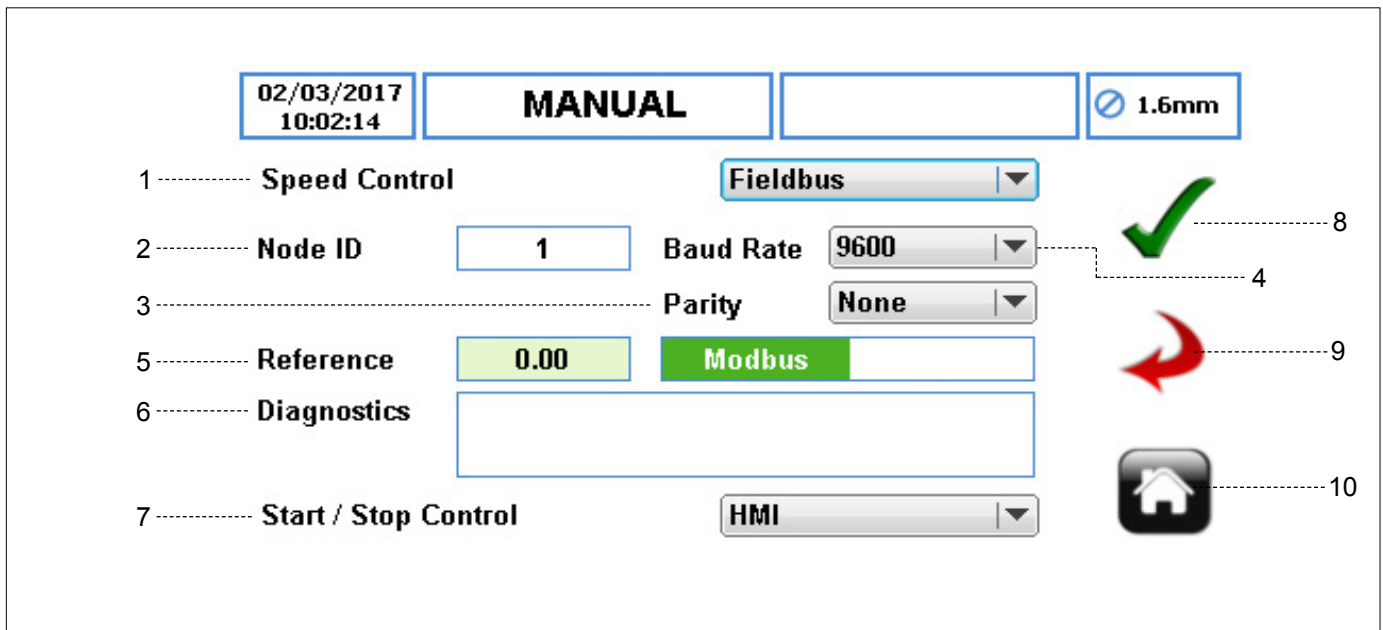 02/03/2017
10:02:14
MANUAL
1.6mm
1 Speed Control Fieldbus
8
2 Node ID 1 Baud Rate 9600
4
3 Parity None
5 Reference 0.00 Modbus
9
6 Diagnostics
10
7 Start / Stop Control HMI